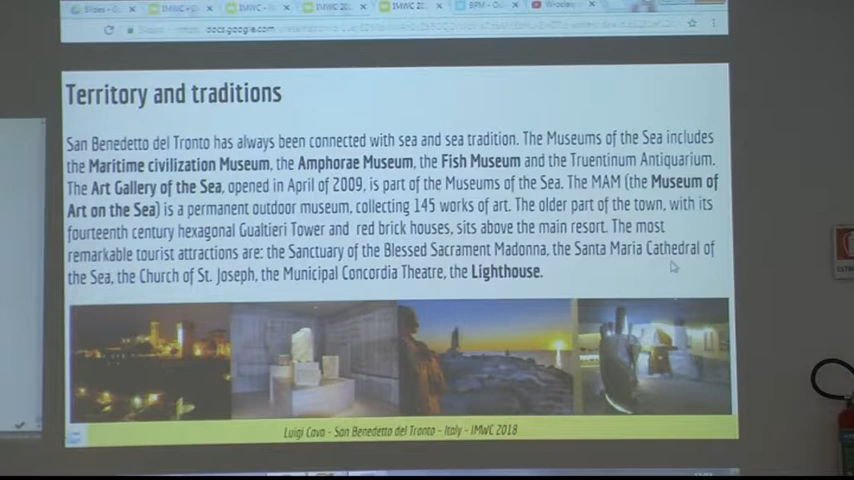 IMWC 20
IMWC 20
docs.google.com
Territory and traditions
San Benedetto del Tronto has always been connected with sea and sea tradition. The Museums of the Sea includes
the Maritime civilization Museum, the Amphorae Museum, the Fish Museum and the Truentinum Antiquarium.
The Art Gallery of the Sea, opened in April of 2009, is part of the Museums of the Sea. The MAM (the Museum of
Art on the Sea) is a permanent outdoor museum, collecting 145 works of art. The older part of the town, with its
fourteenth century hexagonal Gualtieri Tower and red brick houses, sits above the main resort. The most
remarkable tourist attractions are: the Sanctuary of the Blessed Sacrament Madonna, the Santa Maria Cathedral of
the Sea, the Church of St. Joseph, the Municipal Concordia Theatre, the Lighthouse.
Luigi Cava - San Benedetto del Tronto - Italy - IMWC 2018